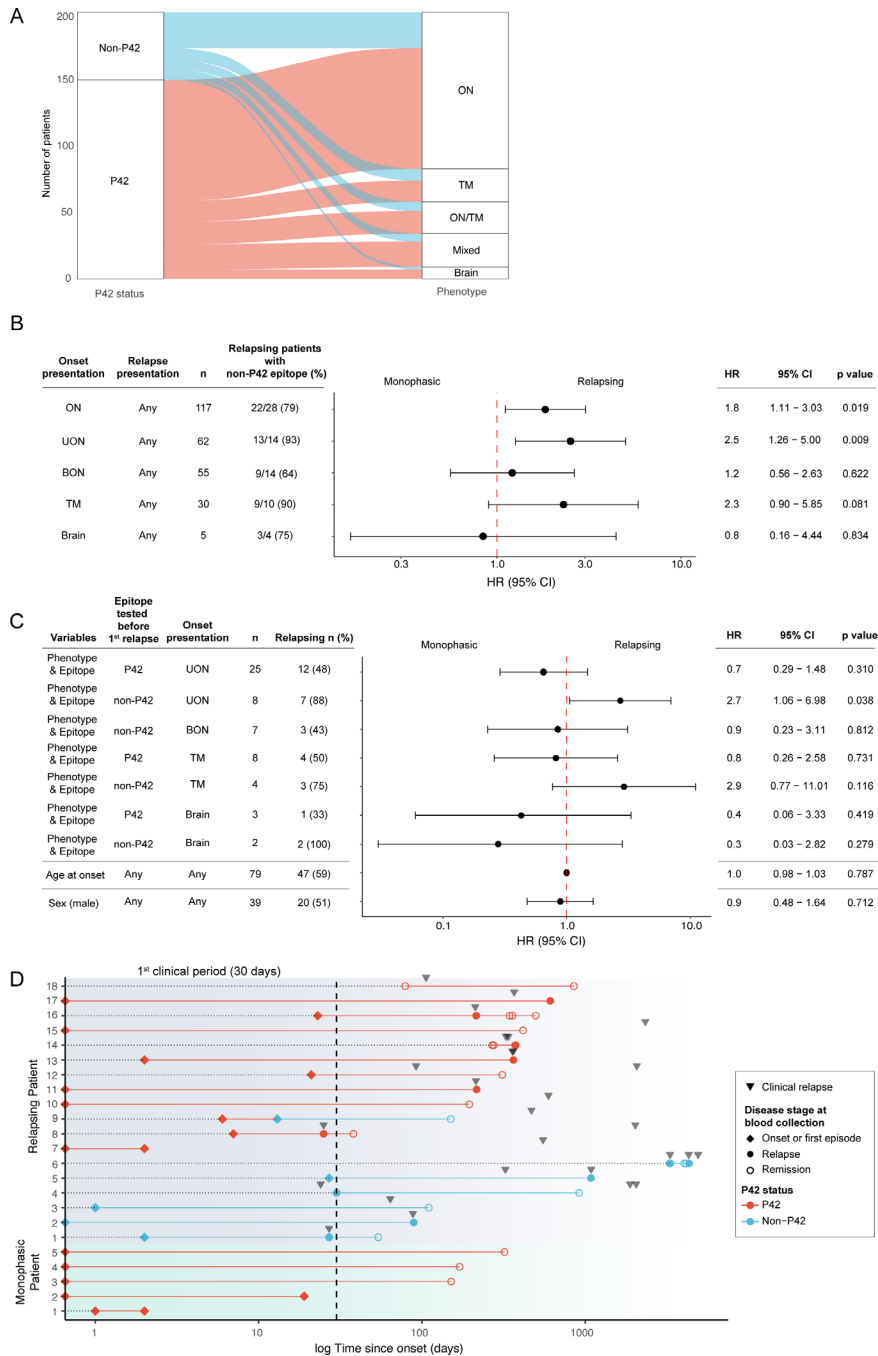 A
200
150
100
50
0
Number of patients
Non-P42
P42
ON
TM
ON/TM
Mixed
Brain
P42 status
Phenotype
B
Onset presentation
Relapse presentation
n
Relapsing patients with non-P42 epitope (%)
Monophasic
Relapsing
HR
95% CI
p value
ON Any 117 22/28 (79) 1.8 1.11 − 3.03 0.019
UON Any 62 13/14 (93) 2.5 1.26 − 5.00 0.009
BON Any 55 9/14 (64) 1.2 0.56 − 2.63 0.622
TM Any 30 9/10 (90) 2.3 0.90 − 5.85 0.081
Brain Any 5 3/4 (75) 0.8 0.16 − 4.44 0.834
0.3 1.0 3.0 10.0
HR (95% CI)
C
Variables
Epitope tested before 1st relapse
Onset presentation
n
Relapsing n (%)
Monophasic
Relapsing
HR
95% CI
p value
Phenotype & Epitope P42 UON 25 12 (48) 0.7 0.29 − 1.48 0.310
Phenotype & Epitope non-P42 UON 8 7 (88) 2.7 1.06 − 6.98 0.038
Phenotype & Epitope non-P42 BON 7 3 (43) 0.9 0.23 − 3.11 0.812
Phenotype & Epitope P42 TM 8 4 (50) 0.8 0.26 − 2.58 0.731
Phenotype & Epitope non-P42 TM 4 3 (75) 2.9 0.77 − 11.01 0.116
Phenotype & Epitope P42 Brain 3 1 (33) 0.4 0.06 − 3.33 0.419
Phenotype & Epitope non-P42 Brain 2 2 (100) 0.3 0.03 − 2.82 0.279
Age at onset Any Any 79 47 (59) 1.0 0.98 − 1.03 0.787
Sex (male) Any Any 39 20 (51) 0.9 0.48 − 1.64 0.712
0.1 1.0 10.0
HR (95% CI)
D
1st clinical period (30 days)
Relapsing Patient
18
17
16
15
14
13
12
11
10
9
8
7
6
5
4
3
2
1
Monophasic Patient
5
4
3
2
1
1 10 100 1000
log Time since onset (days)
Clinical relapse
Disease stage at blood collection
Onset or first episode
Relapse
Remission
P42 status
P42
Non−P42